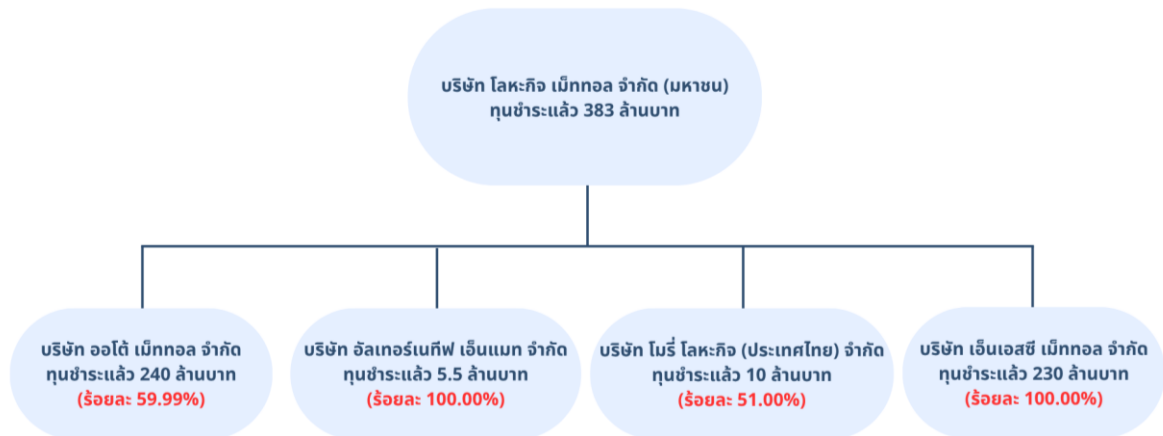 บริษัท โลหะกิจ เม็ททอล จำกัด (มหาชน)
ทุนชำระแล้ว 383 ล้านบาท
บริษัท ออโต้ เม็ททอล จำกัด
ทุนชำระแล้ว 240 ล้านบาท
(ร้อยละ 59.99%)
บริษัท อัลเทอร์เนทีฟ เอ็นแมท จำกัด
ทุนชำระแล้ว 5.5 ล้านบาท
(ร้อยละ 100.00%)
บริษัท โมรี่ โลหะกิจ (ประเทศไทย) จำกัด
ทุนชำระแล้ว 10 ล้านบาท
(ร้อยละ 51.00%)
บริษัท เอ็นเอสซี เม็ททอล จำกัด
ทุนชำระแล้ว 230 ล้านบาท
(ร้อยละ 100.00%)